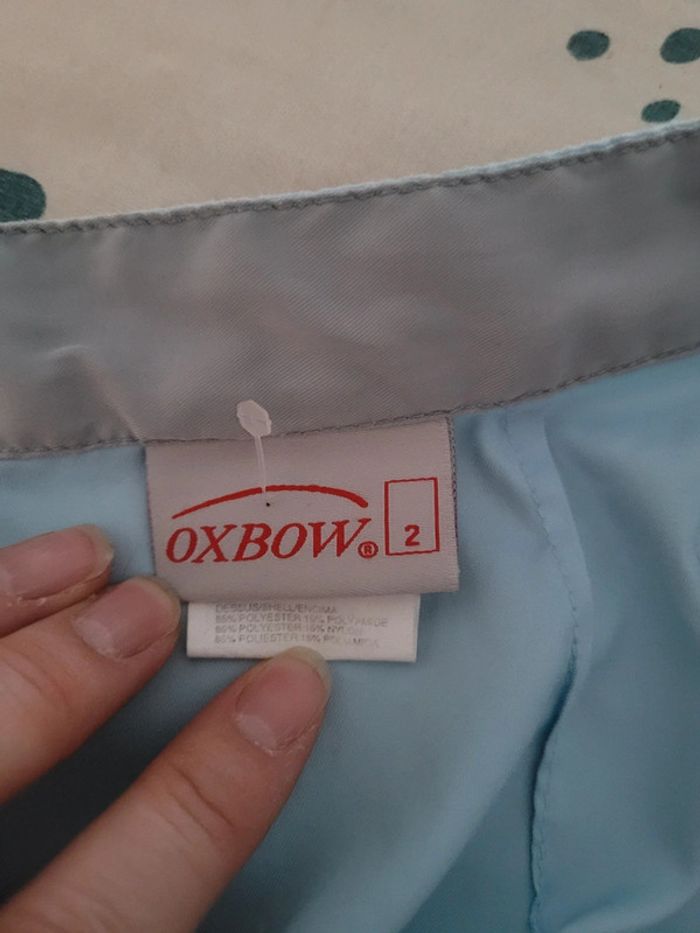 OXBOW®
2
DESSUS/SHELL/ENCIMA
85% POLYESTER 15% POLYAMIDE
85% POLYESTER 15% NYLON
85% POLIESTER 15% POLIAMIDA